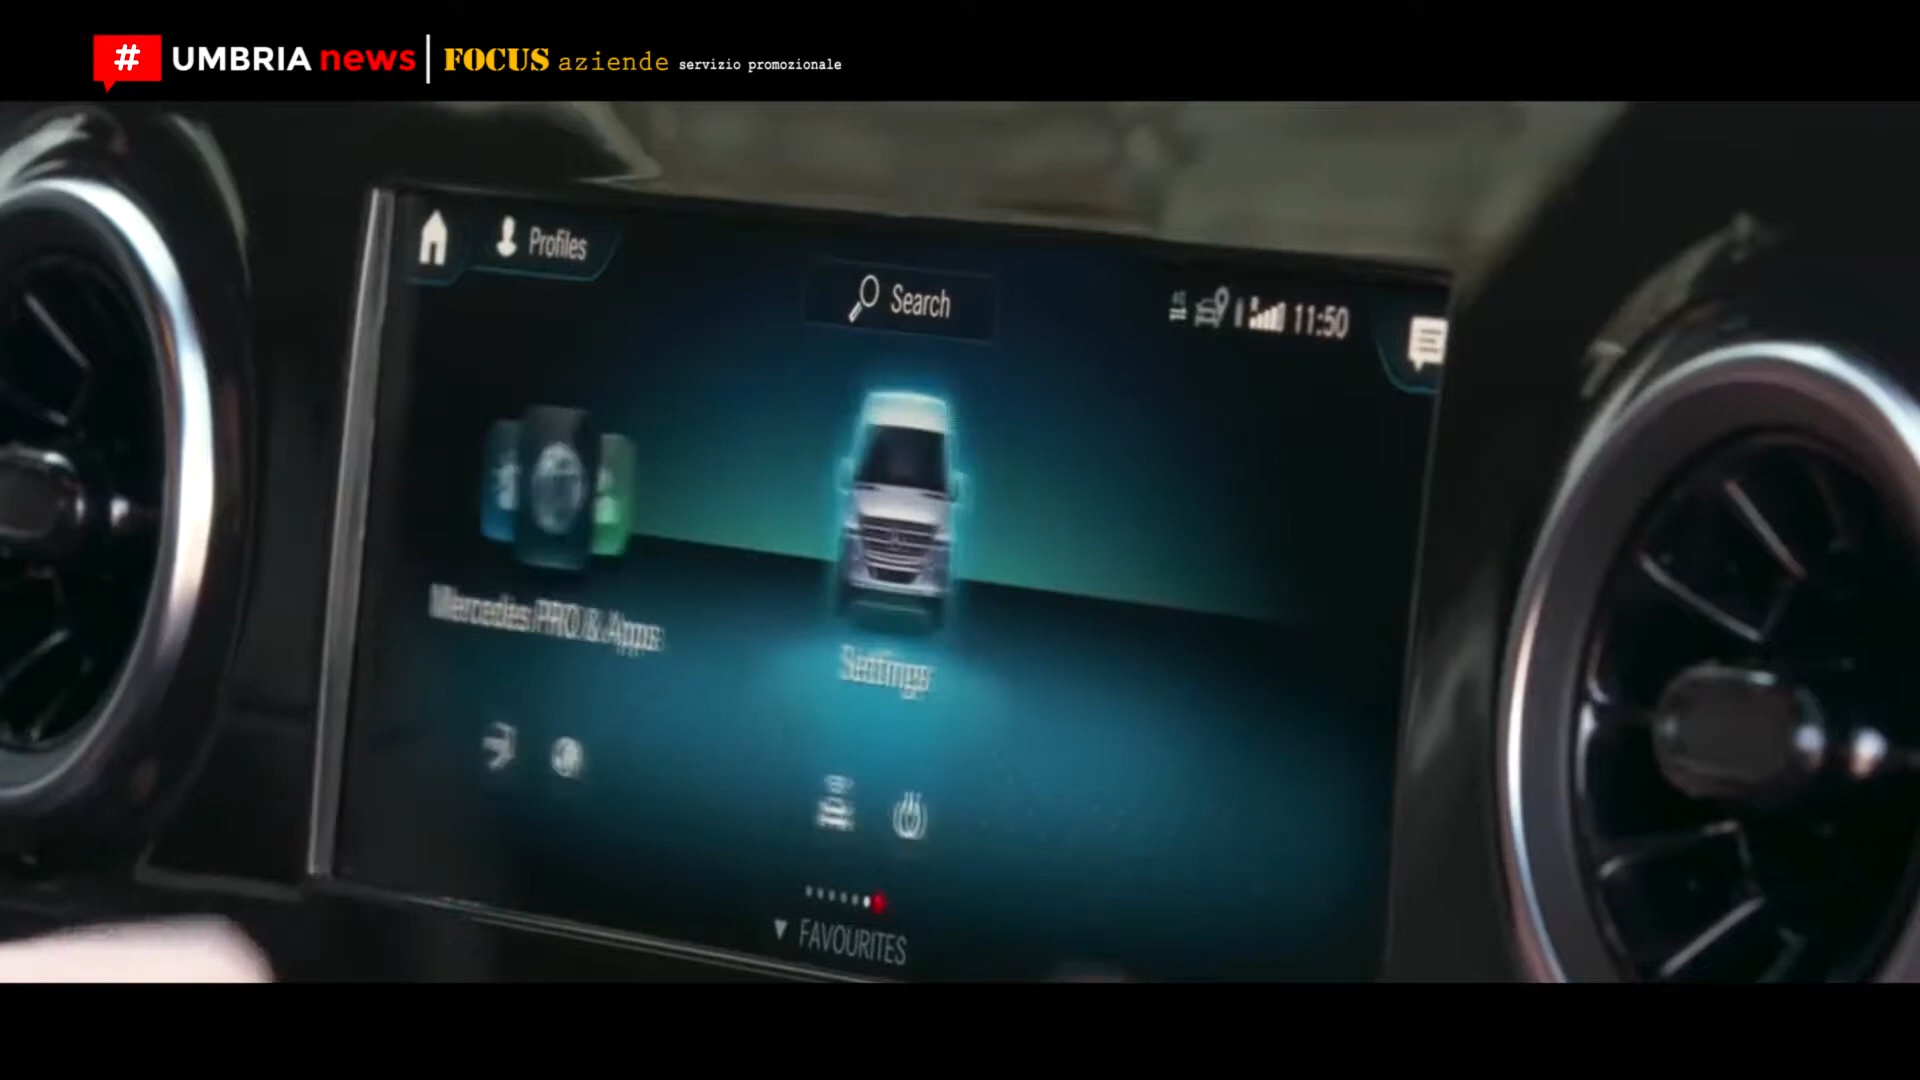 # UMBRIA news FOCUS aziende servizio promozionale
Profiles
Search
11:50
Mercedes PRO & Apps
Settings
FAVOURITES